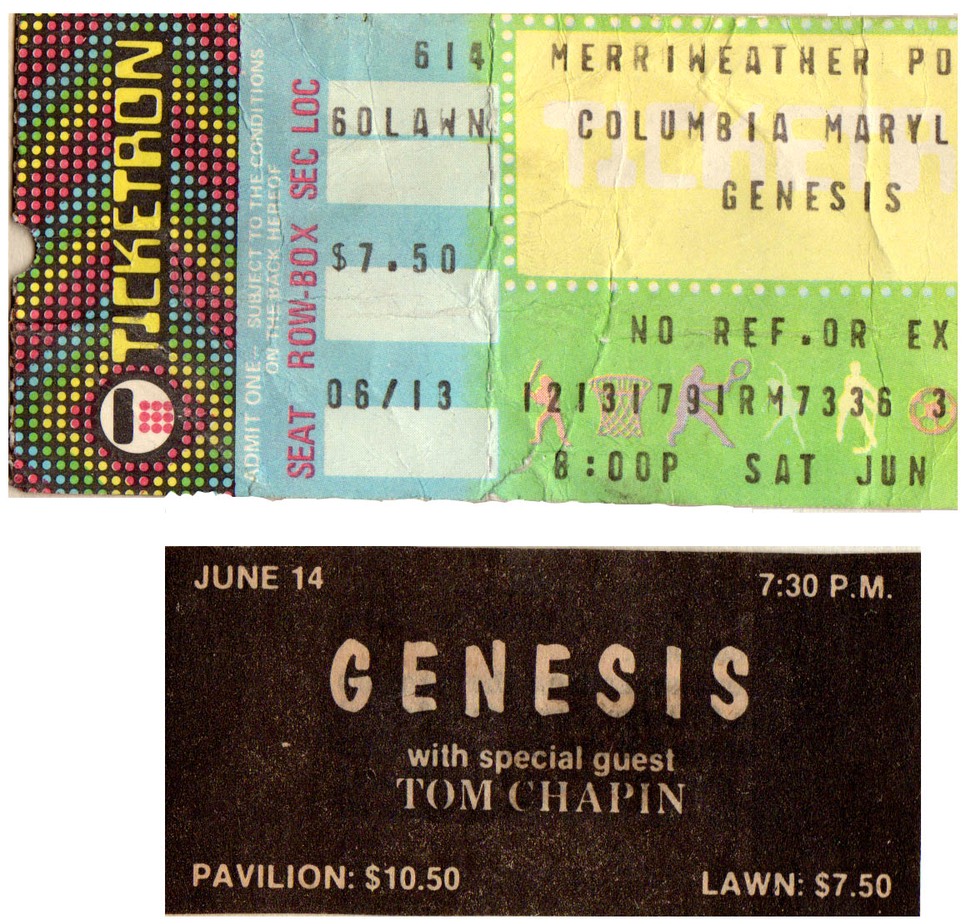 TICKETRON
ADMIT ONE – SUBJECT TO THE CONDITIONS
ON THE BACK HEREOF
SEAT ROW-BOX SEC LOC
614
60LAWN
$7.50
06/13
MERRIWEATHER PO
COLUMBIA MARYL
GENESIS
NO REF.OR EX
12131791RM7336 3
8:00P SAT JUN
JUNE 14
7:30 P.M.
GENESIS
with special guest
TOM CHAPIN
PAVILION: $10.50
LAWN: $7.50